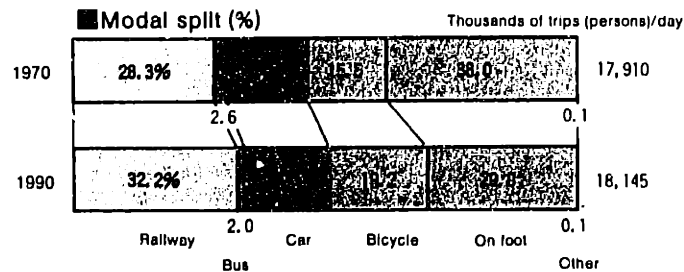 Modal split (%)
Thousands of trips (persons)/day
1970 28.3% 15.5 38.0 17,910
2.6 0.1
1990 32.2% 18,145
2.0 0.1
Railway Car Bicycle On foot
Bus Other